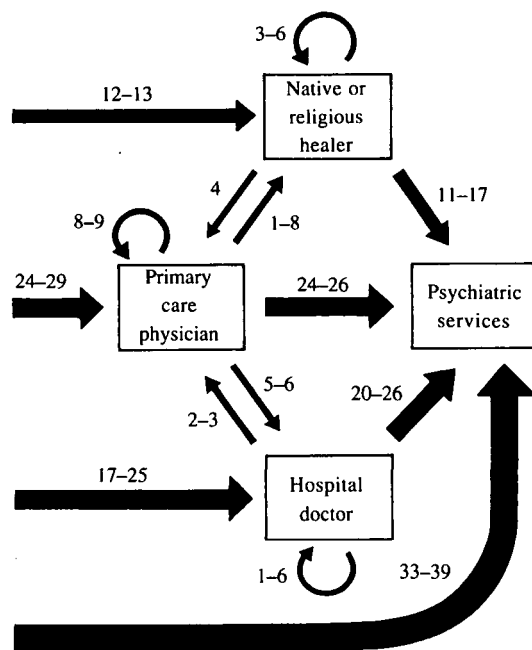 3–6
12–13
Native or
religious
healer
4
1–8
11–17
8–9
24–29
Primary
care
physician
24–26
Psychiatric
services
5–6
2–3
20–26
17–25
Hospital
doctor
1–6
33–39